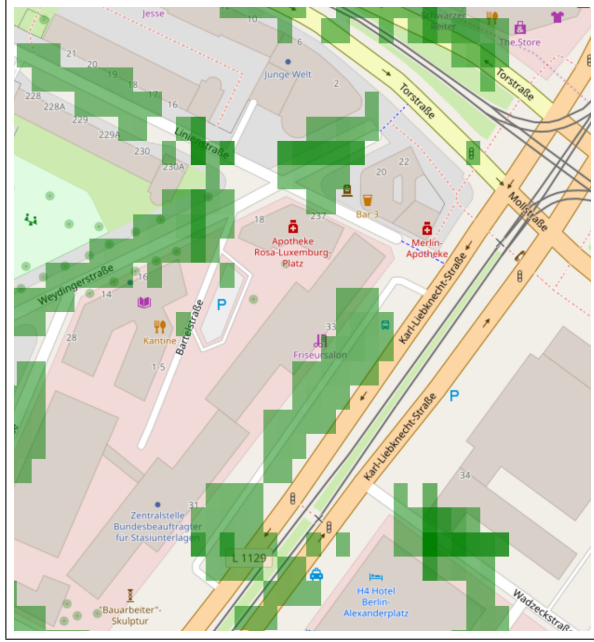 Jesse
10
Schwarzer
Reiter
The Store
6
21
20
19
18
17
16
Junge Welt
2
Torstraße
Torstraße
228
228A
229
229A
230
230A
Linienstraße
22
20
Bar 3
Mollstraße
18
237
Apotheke
Rosa-Luxemburg-
Platz
Merlin-
Apotheke
Weydingerstraße
16
14
P
Karl-Liebknecht-Straße
28
Kantine
Bartelstraße
33
Friseursalon
1-5
P
Karl-Liebknecht-Straße
34
31
Zentralstelle
Bundesbeauftragter
für Stasiunterlagen
L 1129
H4 Hotel
Berlin-
Alexanderplatz
"Bauarbeiter"-
Skulptur
Wadzeckstraße